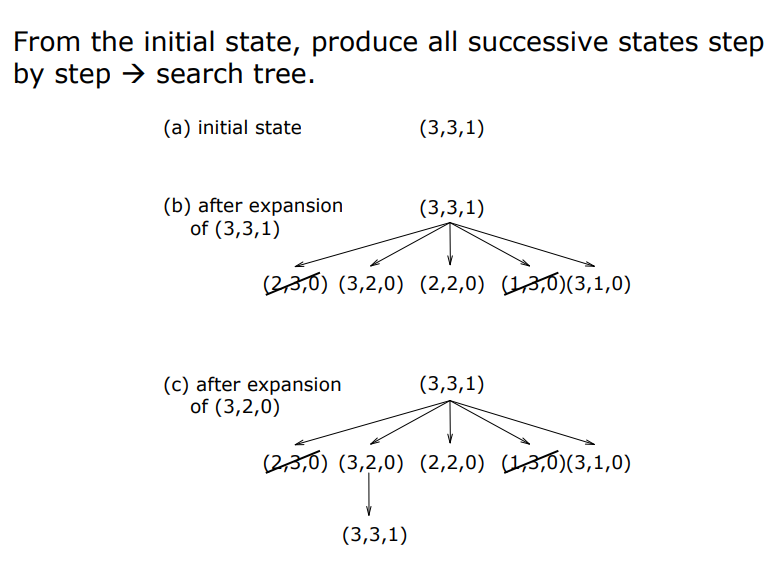 From the initial state, produce all successive states step
by step → search tree.
(a) initial state (3,3,1)
(b) after expansion (3,3,1)
of (3,3,1)
(2,3,0) (3,2,0) (2,2,0) (1,3,0)(3,1,0)
(c) after expansion (3,3,1)
of (3,2,0)
(2,3,0) (3,2,0) (2,2,0) (1,3,0)(3,1,0)
(3,3,1)